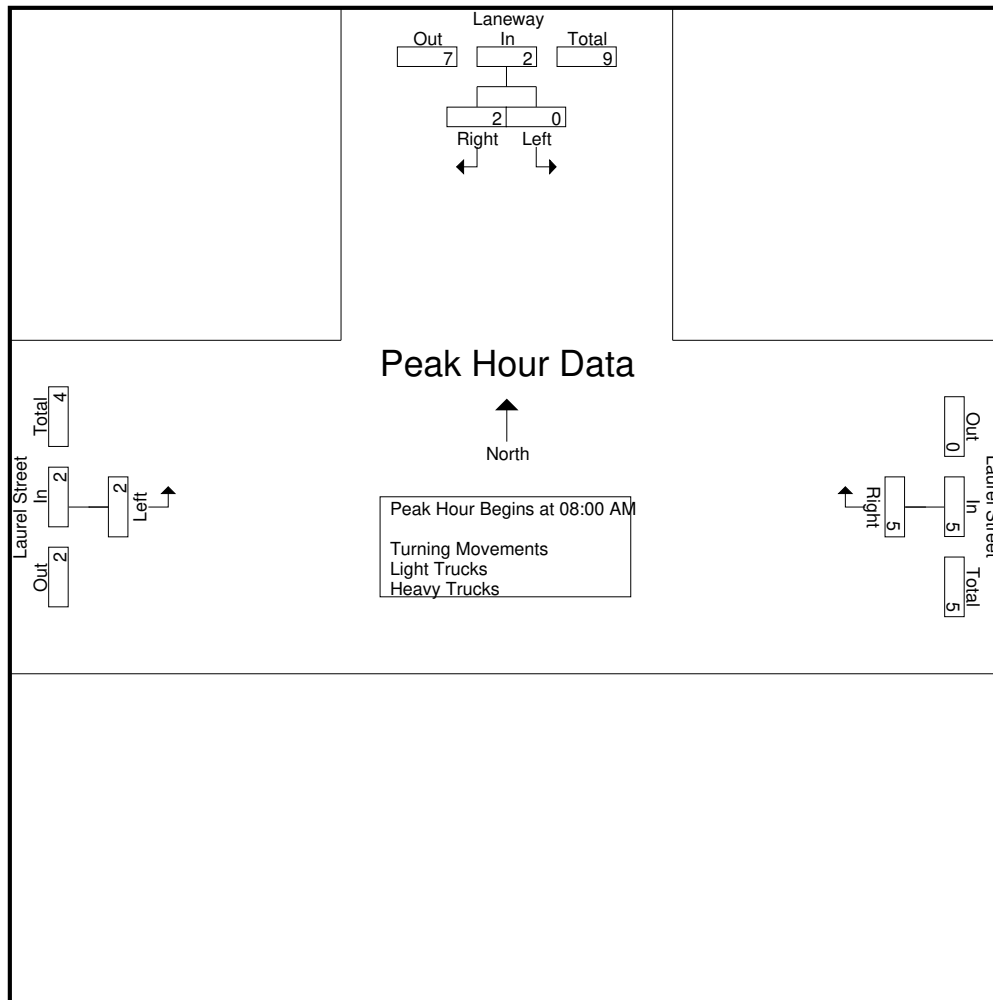 Laneway
Out In Total
7 2 9
2 0
Right Left
Peak Hour Data
North
Peak Hour Begins at 08:00 AM
Turning Movements
Light Trucks
Heavy Trucks
Laurel Street
Out In Total
2 2 4
2
Left
Laurel Street
Out In Total
0 5 5
5
Right